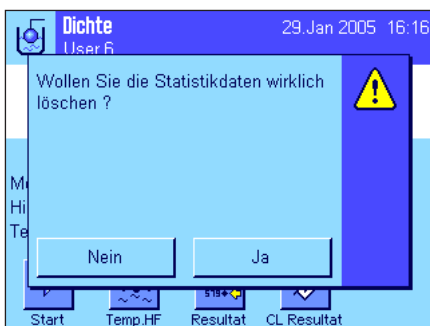 Dichte
29.Jan 2005 16:16
User 6
Wollen Sie die Statistikdaten wirklich
löschen ?
Nein
Ja
Start
Temp.HF
Resultat
CL Resultat